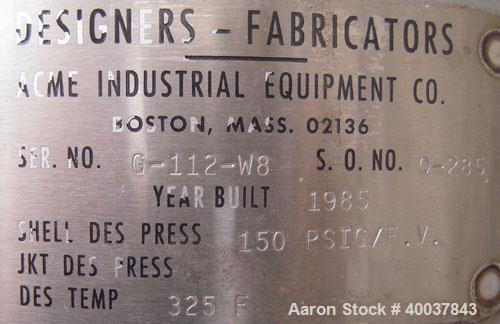 DESIGNERS - FABRICATORS
ACME INDUSTRIAL EQUIPMENT CO.
BOSTON, MASS. 02136
SER. NO. G-112-W8 S. O. NO. Q-285
YEAR BUILT 1985
SHELL DES PRESS 150 PSIG/F.V.
JKT DES PRESS
DES TEMP 325 F
Aaron Stock # 40037843